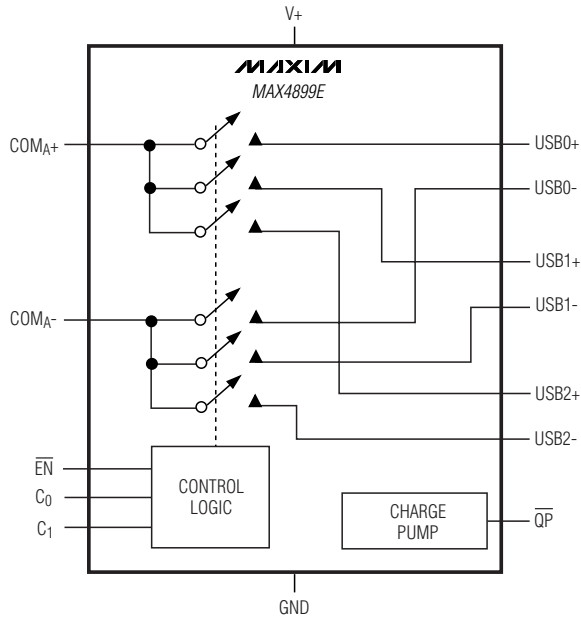 V+
MAXIM
MAX4899E
COMA+
USB0+
USB0-
USB1+
USB1-
COMA-
USB2+
USB2-
EN
C0
C1
CONTROL
LOGIC
CHARGE
PUMP
QP
GND